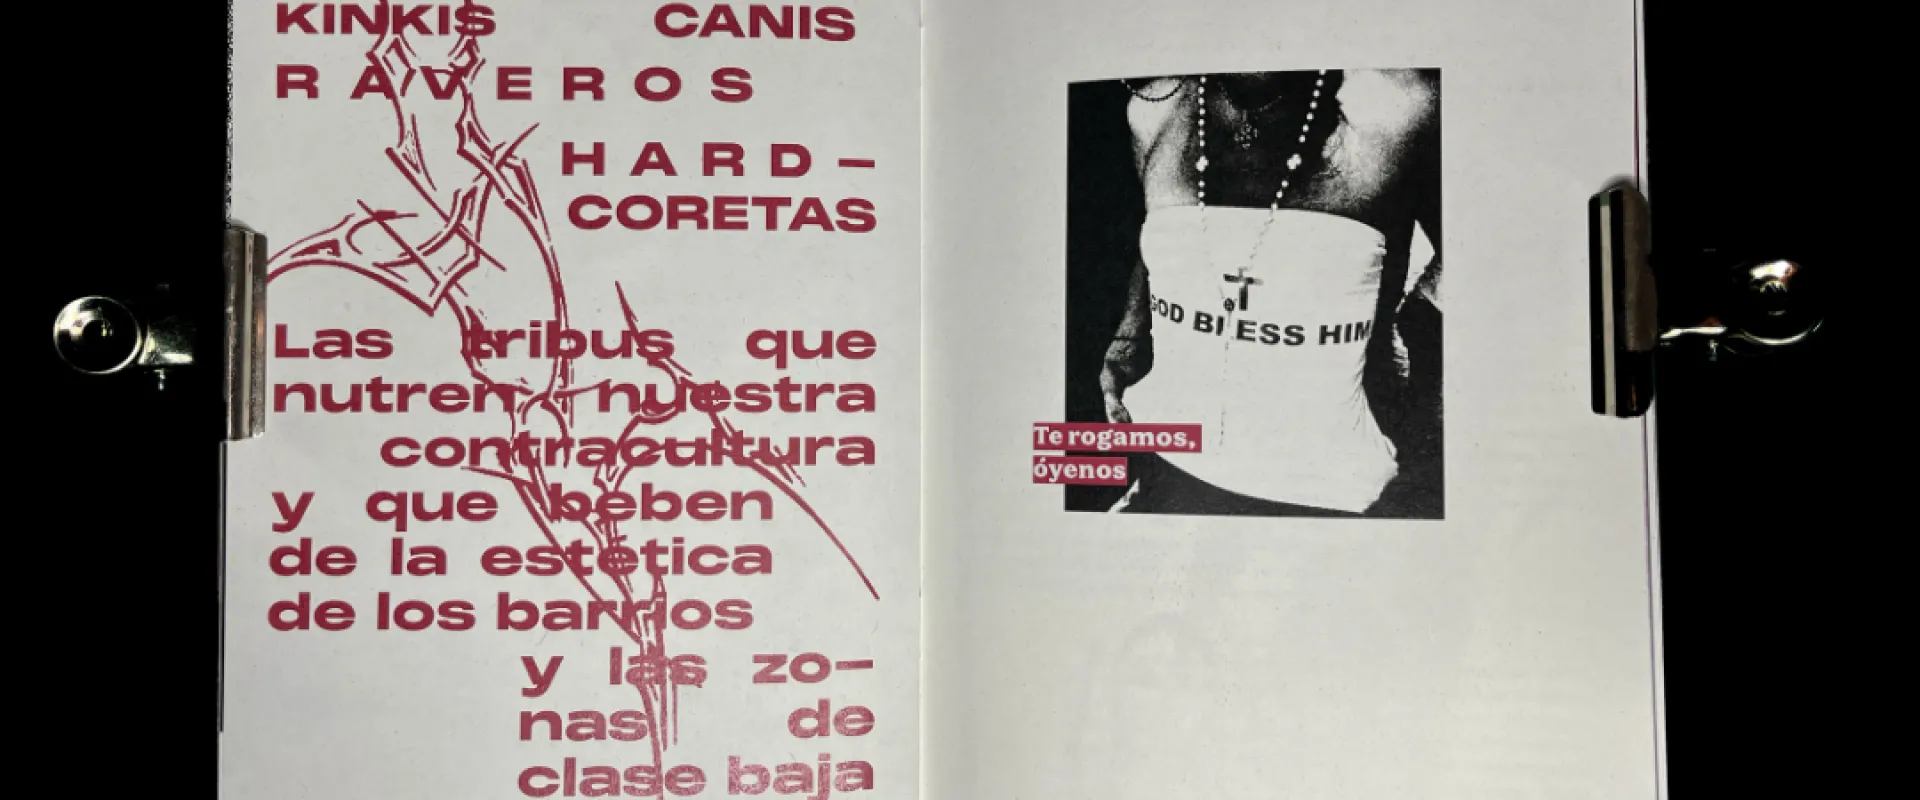 KINKIS CANIS
RAVEROS
HARD–
CORETAS
Las tribus que
nutren nuestra
contracultura
y que beben
de la estética
de los barrios
y las zo–
nas de
clase baja
GOD BLESS HIM
Te rogamos,
óyenos